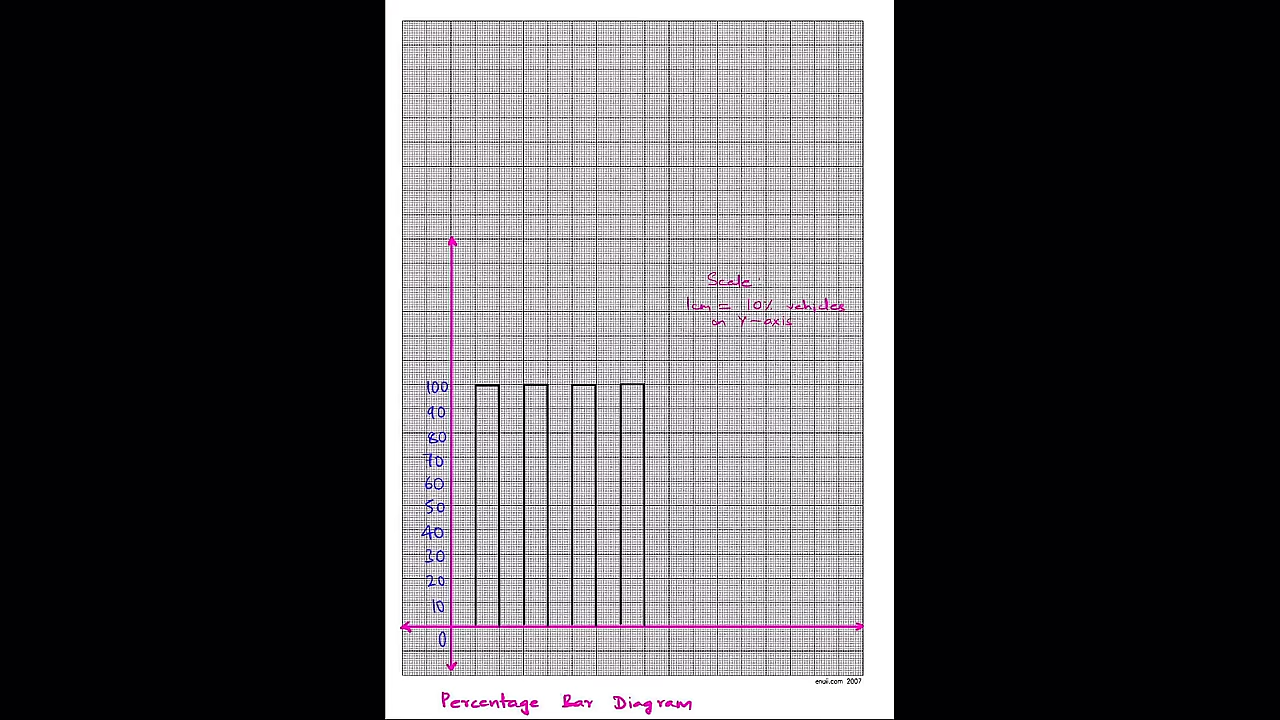 Scale :
1cm = 10% vehicles
on Y-axis
100
90
80
70
60
50
40
30
20
10
0
enuii.com 2007
Percentage Bar Diagram